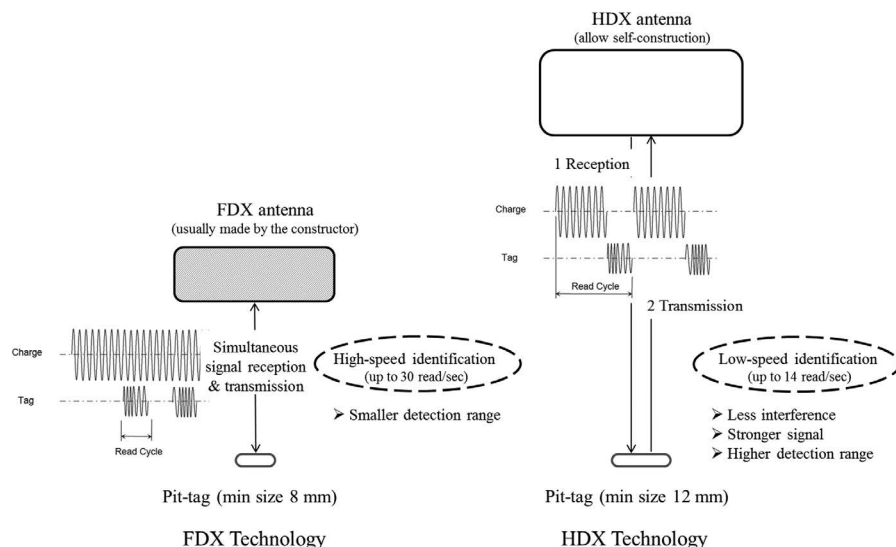 FDX antenna
(usually made by the constructor)
Charge
Tag
Read Cycle
Simultaneous
signal reception
& transmission
High-speed identification
(up to 30 read/sec)
➢ Smaller detection range
Pit-tag (min size 8 mm)
FDX Technology
HDX antenna
(allow self-construction)
1 Reception
Charge
Tag
Read Cycle
2 Transmission
Low-speed identification
(up to 14 read/sec)
➢ Less interference
➢ Stronger signal
➢ Higher detection range
Pit-tag (min size 12 mm)
HDX Technology